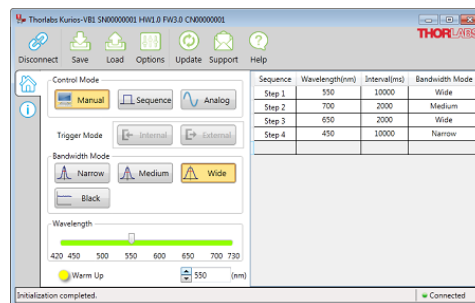 Thorlabs Kurios-VB1 SN00000001 HW1.0 FW3.0 CN00000001
THORLABS
Disconnect Save Load Options Update Support Help
Control Mode
Manual Sequence Analog
Trigger Mode Internal External
Bandwidth Mode
Narrow Medium Wide
Black
Wavelength
420 450 500 550 600 650 700 730
Warm Up 550 (nm)
Sequence Wavelength(nm) Interval(ms) Bandwidth Mode
Step 1 550 10000 Wide
Step 2 700 2000 Medium
Step 3 650 2000 Wide
Step 4 450 10000 Narrow
Initialization completed. Connected